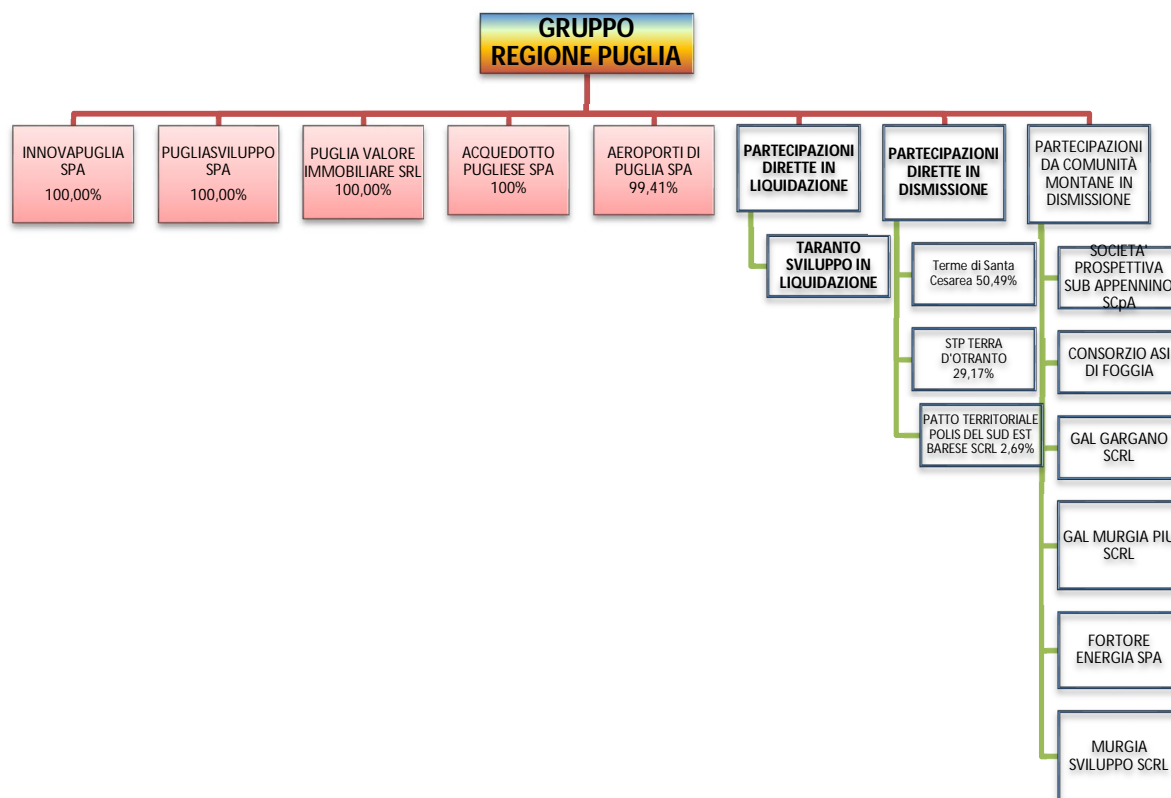 GRUPPO
REGIONE PUGLIA
INNOVAPUGLIA
SPA
100,00%
PUGLIASVILUPPO
SPA
100,00%
PUGLIA VALORE
IMMOBILIARE SRL
100,00%
ACQUEDOTTO
PUGLIESE SPA
100%
AEROPORTI DI
PUGLIA SPA
99,41%
PARTECIPAZIONI
DIRETTE IN
LIQUIDAZIONE
TARANTO
SVILUPPO IN
LIQUIDAZIONE
PARTECIPAZIONI
DIRETTE IN
DISMISSIONE
Terme di Santa
Cesarea 50,49%
STP TERRA
D'OTRANTO
29,17%
PATTO TERRITORIALE
POLIS DEL SUD EST
BARESE SCRL 2,69%
PARTECIPAZIONI
DA COMUNITÀ
MONTANE IN
DISMISSIONE
SOCIETA'
PROSPETTIVA
SUB APPENNINO
SCpA
CONSORZIO ASI
DI FOGGIA
GAL GARGANO
SCRL
GAL MURGIA PIU
SCRL
FORTORE
ENERGIA SPA
MURGIA
SVILUPPO SCRL